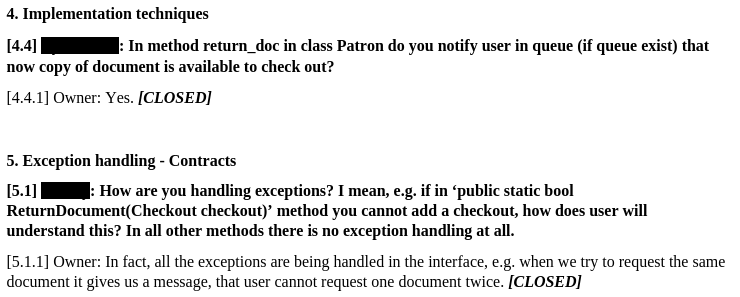 4. Implementation techniques
[4.4] : In method return_doc in class Patron do you notify user in queue (if queue exist) that
now copy of document is available to check out?
[4.4.1] Owner: Yes. [CLOSED]
5. Exception handling - Contracts
[5.1] : How are you handling exceptions? I mean, e.g. if in ‘public static bool
ReturnDocument(Checkout checkout)’ method you cannot add a checkout, how does user will
understand this? In all other methods there is no exception handling at all.
[5.1.1] Owner: In fact, all the exceptions are being handled in the interface, e.g. when we try to request the same
document it gives us a message, that user cannot request one document twice. [CLOSED]